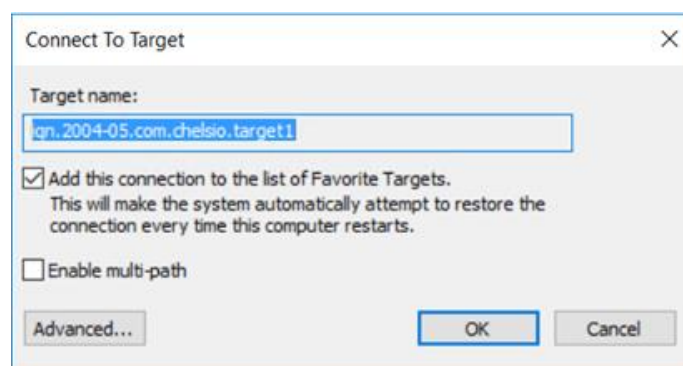 Connect To Target
Target name:
iqn.2004-05.com.chelsio.target1
Add this connection to the list of Favorite Targets.
This will make the system automatically attempt to restore the
connection every time this computer restarts.
Enable multi-path
Advanced...
OK
Cancel